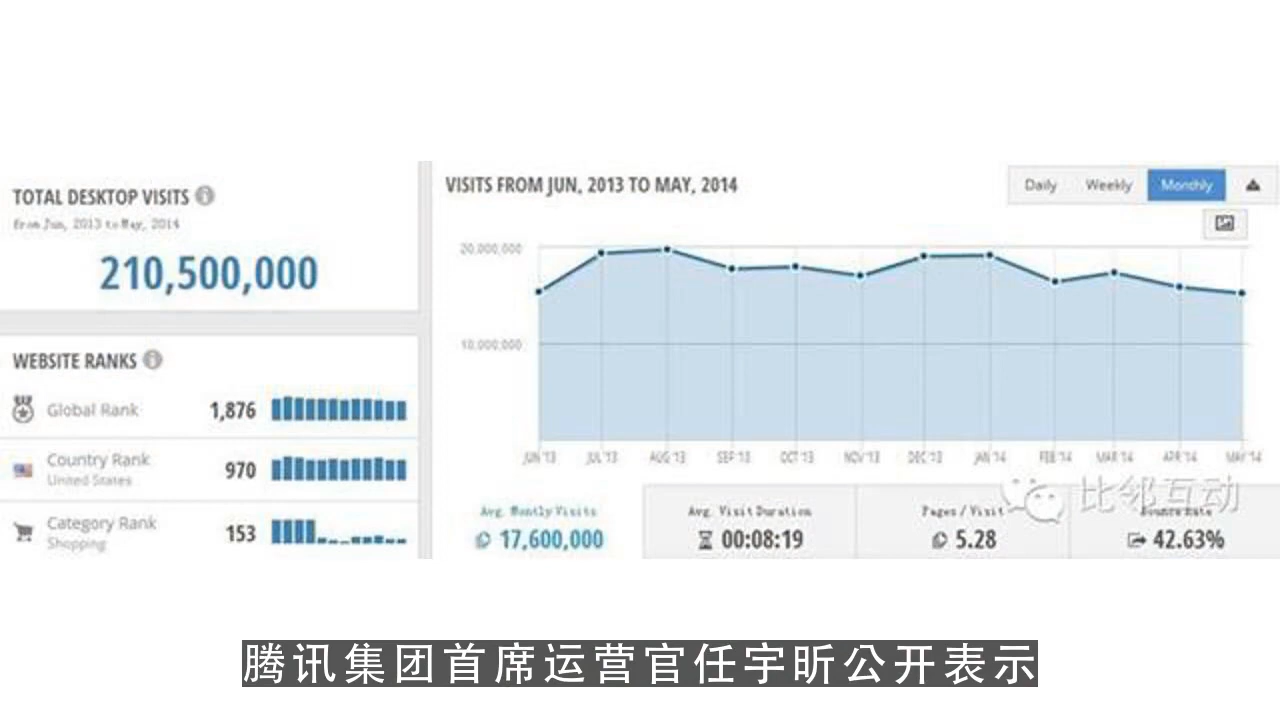 TOTAL DESKTOP VISITS
From Jun, 2013 to May, 2014
210,500,000
WEBSITE RANKS
Global Rank 1,876
Country Rank 970
United States
Category Rank 153
Shopping
VISITS FROM JUN, 2013 TO MAY, 2014
Daily Weekly Monthly
20,000,000
10,000,000
JUN '13 JUL '13 AUG '13 SEP '13 OCT '13 NOV '13 DEC '13 JAN '14 FEB '14 MAR '14 APR '14 MAY '14
Avg. Monthly Visits Avg. Visit Duration Pages / Visit Bounce Rate
17,600,000 00:08:19 5.28 42.63%
比邻互动
腾讯集团首席运营官任宇昕公开表示